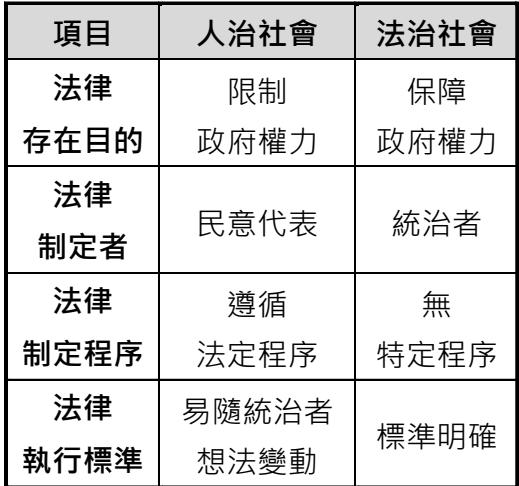 項目 人治社會 法治社會
法律 限制 保障
存在目的 政府權力 政府權力
法律 民意代表 統治者
制定者
法律 遵循 無
制定程序 法定程序 特定程序
法律 易隨統治者 標準明確
執行標準 想法變動